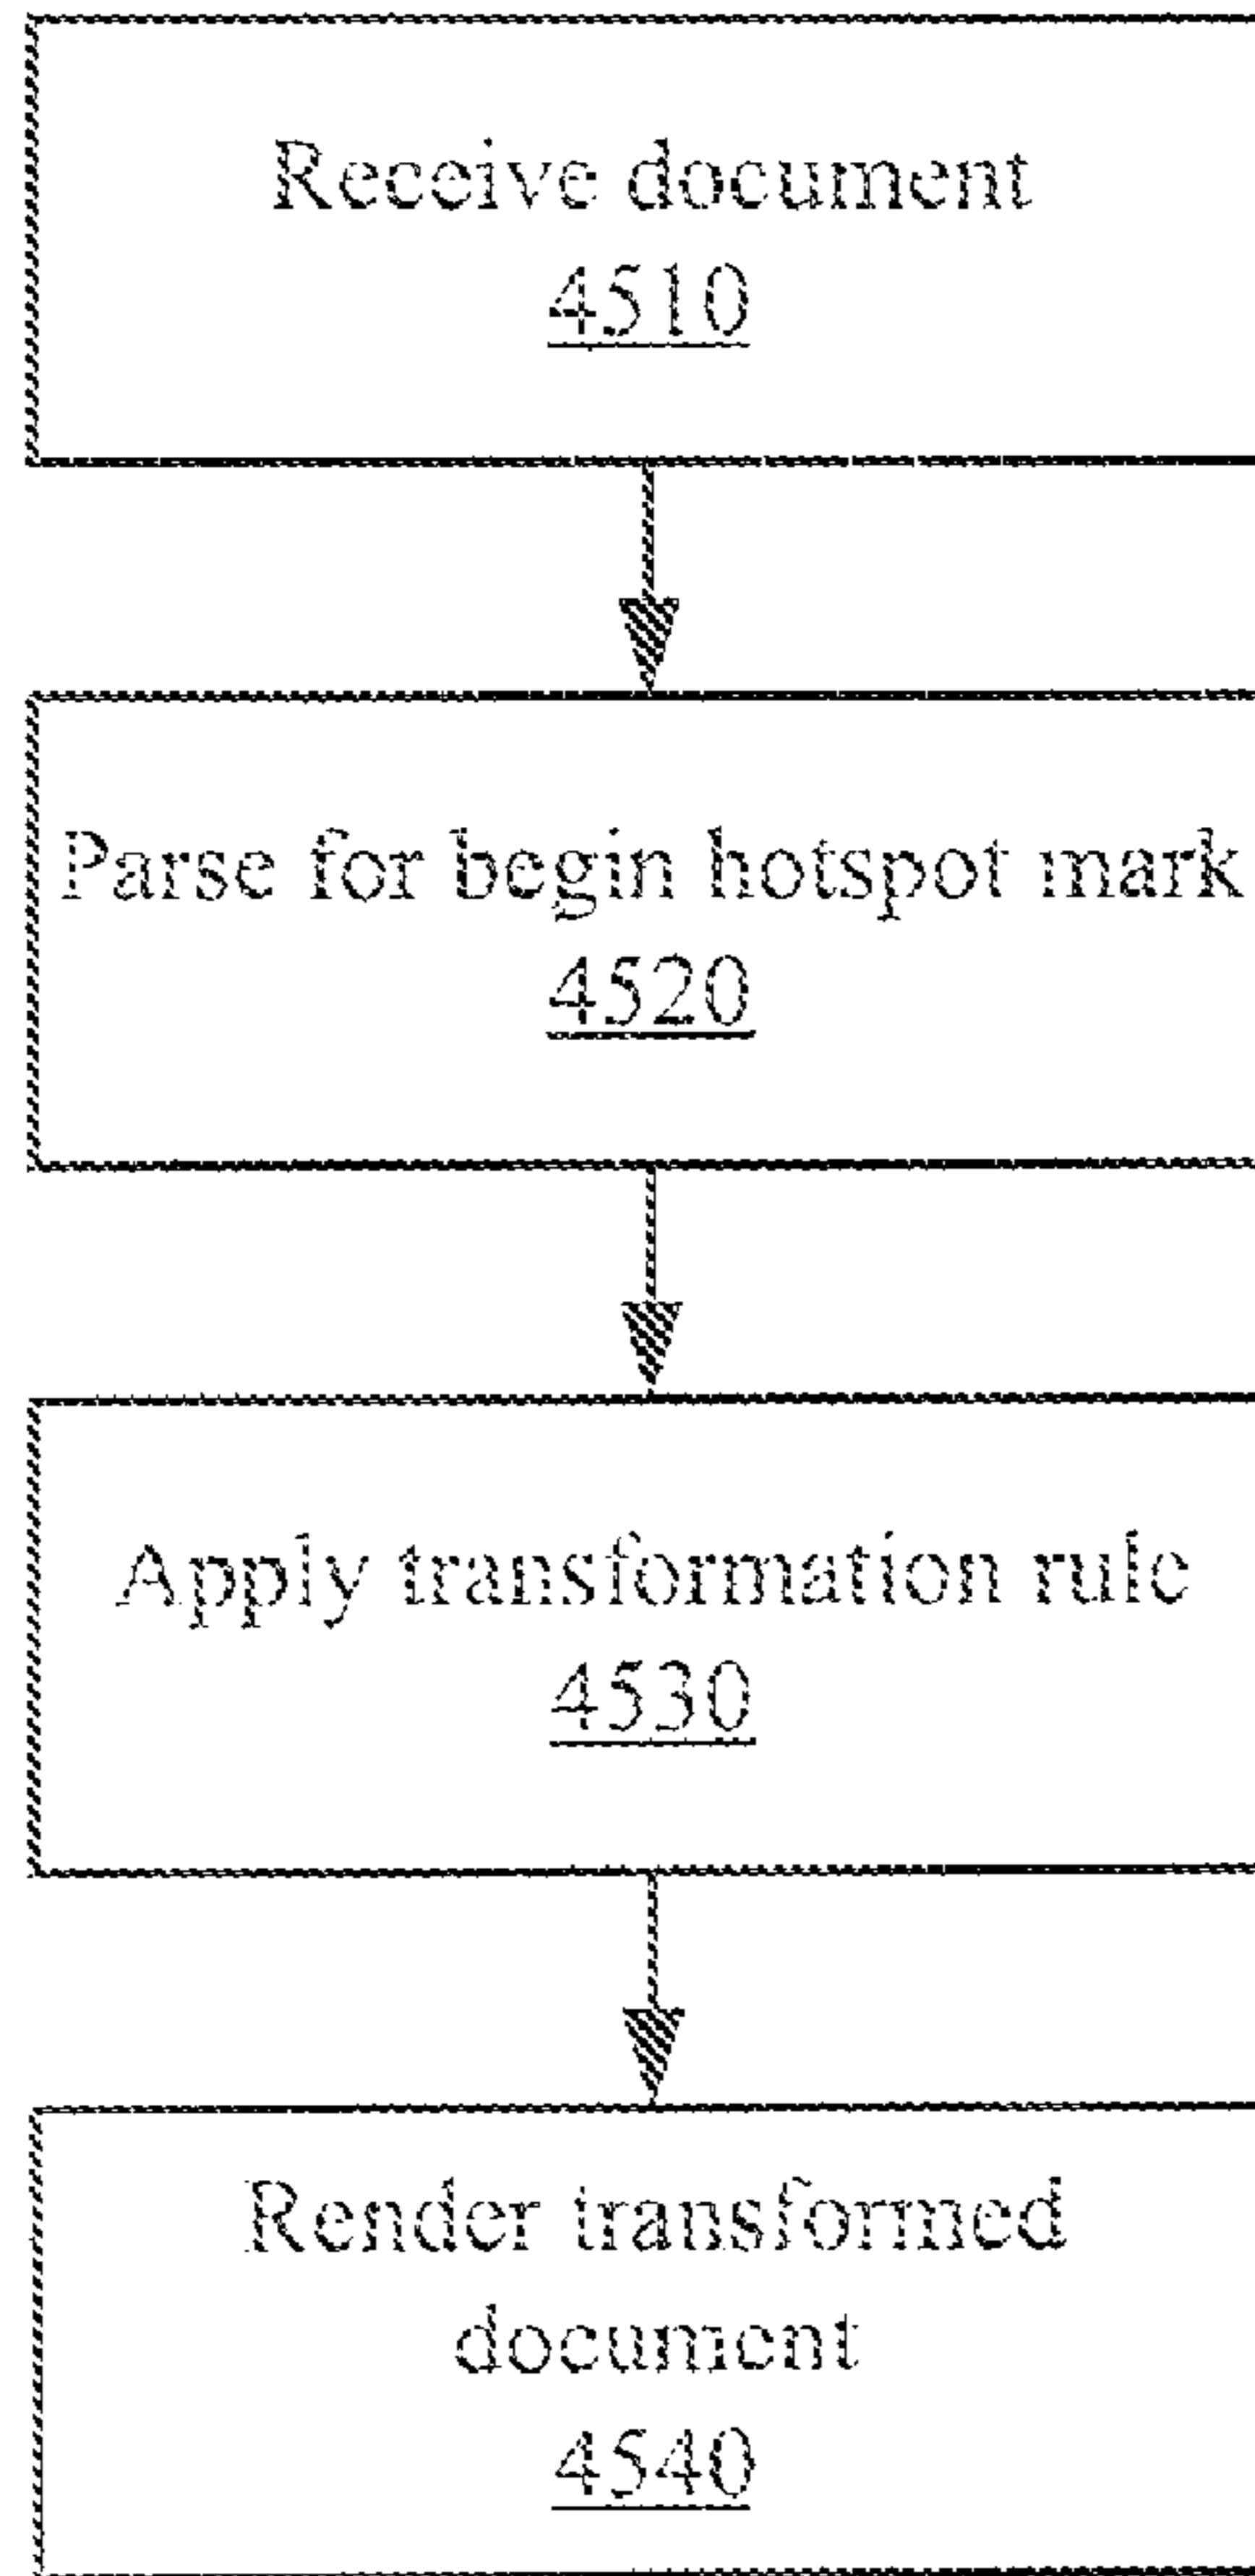 Receive document
4510
Parse for begin hotspot mark
4520
Apply transformation rule
4530
Render transformed
document
4540